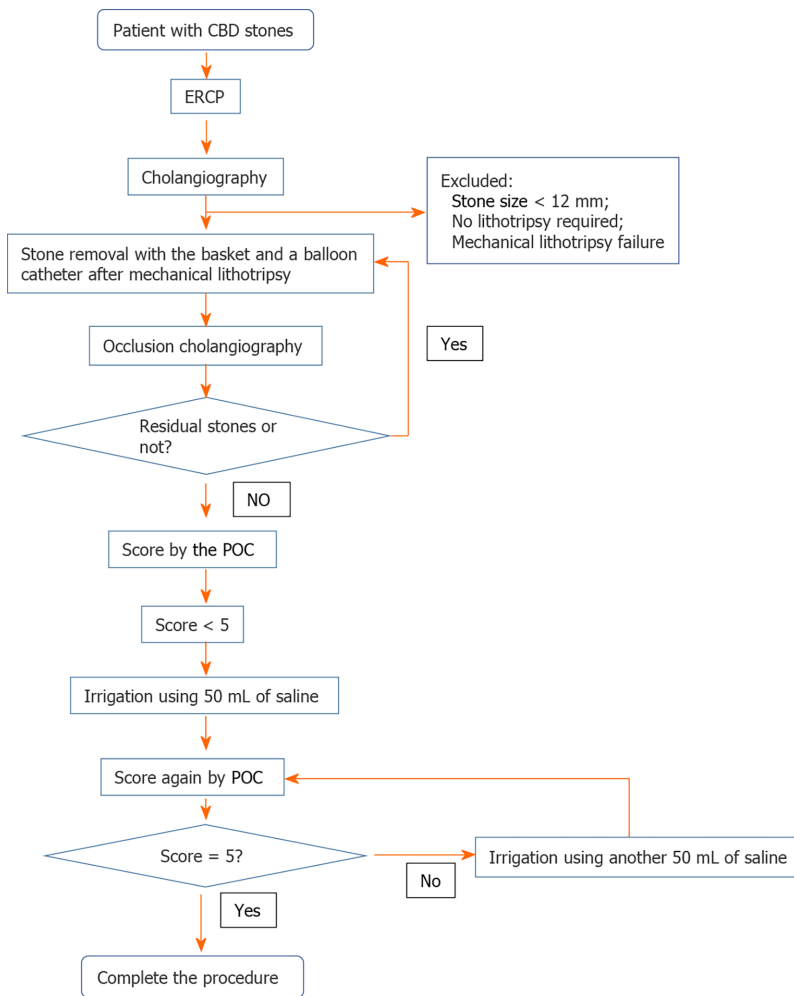 Patient with CBD stones
ERCP
Cholangiography
Excluded:
Stone size < 12 mm;
No lithotripsy required;
Mechanical lithotripsy failure
Stone removal with the basket and a balloon
catheter after mechanical lithotripsy
Occlusion cholangiography
Yes
Residual stones or
not?
NO
Score by the POC
Score < 5
Irrigation using 50 mL of saline
Score again by POC
Score = 5?
Irrigation using another 50 mL of saline
No
Yes
Complete the procedure